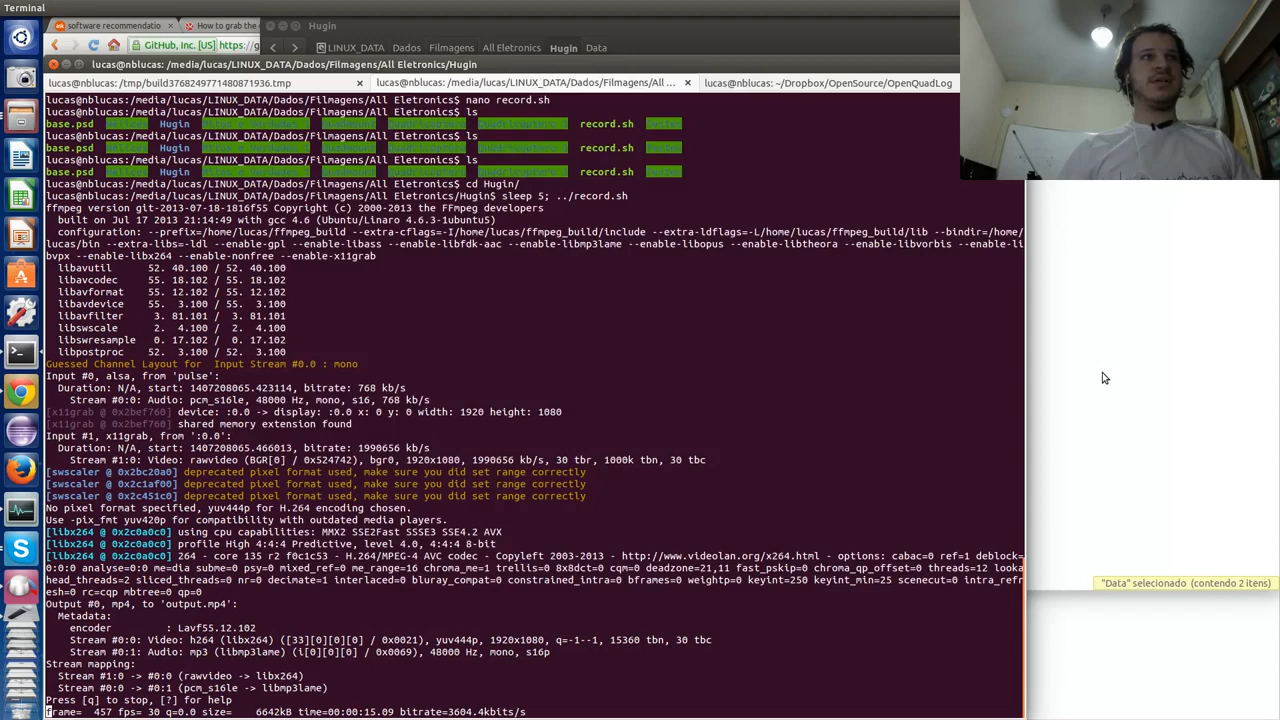 Terminal
software recommendatio
How to grab the
Hugin
GitHub, Inc. [US] https://g
LINUX_DATA Dados Filmagens All Eletronics Hugin Data
lucas@nblucas: /media/lucas/LINUX_DATA/Dados/Filmagens/All Eletronics/Hugin
lucas@nblucas: /tmp/build3768249771480871936.tmp
lucas@nblucas: /media/lucas/LINUX_DATA/Dados/Filmagens/All ...
lucas@nblucas: ~/Dropbox/OpenSource/OpenQuadLog
lucas@nblucas:/media/lucas/LINUX_DATA/Dados/Filmagens/All Eletronics$ nano record.sh
lucas@nblucas:/media/lucas/LINUX_DATA/Dados/Filmagens/All Eletronics$ ls
base.psd Hugin record.sh
lucas@nblucas:/media/lucas/LINUX_DATA/Dados/Filmagens/All Eletronics$ ls
base.psd Hugin record.sh
lucas@nblucas:/media/lucas/LINUX_DATA/Dados/Filmagens/All Eletronics$ ls
base.psd Hugin record.sh
lucas@nblucas:/media/lucas/LINUX_DATA/Dados/Filmagens/All Eletronics$ cd Hugin/
lucas@nblucas:/media/lucas/LINUX_DATA/Dados/Filmagens/All Eletronics/Hugin$ sleep 5; ../record.sh
ffmpeg version git-2013-07-18-1816f55 Copyright (c) 2000-2013 the FFmpeg developers
built on Jul 17 2013 21:14:49 with gcc 4.6 (Ubuntu/Linaro 4.6.3-1ubuntu5)
configuration: --prefix=/home/lucas/ffmpeg_build --extra-cflags=-I/home/lucas/ffmpeg_build/include --extra-ldflags=-L/home/lucas/ffmpeg_build/lib --bindir=/home/
lucas/bin --extra-libs=-ldl --enable-gpl --enable-libass --enable-libfdk-aac --enable-libmp3lame --enable-libopus --enable-libtheora --enable-libvorbis --enable-li
bvpx --enable-libx264 --enable-nonfree --enable-x11grab
libavutil 52. 40.100 / 52. 40.100
libavcodec 55. 18.102 / 55. 18.102
libavformat 55. 12.102 / 55. 12.102
libavdevice 55. 3.100 / 55. 3.100
libavfilter 3. 81.101 / 3. 81.101
libswscale 2. 4.100 / 2. 4.100
libswresample 0. 17.102 / 0. 17.102
libpostproc 52. 3.100 / 52. 3.100
Guessed Channel Layout for Input Stream #0.0 : mono
Input #0, alsa, from 'pulse':
Duration: N/A, start: 1407208065.423114, bitrate: 768 kb/s
Stream #0:0: Audio: pcm_s16le, 48000 Hz, mono, s16, 768 kb/s
[x11grab @ 0x2bef760] device: :0.0 -> display: :0.0 x: 0 y: 0 width: 1920 height: 1080
[x11grab @ 0x2bef760] shared memory extension found
Input #1, x11grab, from ':0.0':
Duration: N/A, start: 1407208065.466013, bitrate: 1990656 kb/s
Stream #1:0: Video: rawvideo (BGR[0] / 0x524742), bgr0, 1920x1080, 1990656 kb/s, 30 tbr, 1000k tbn, 30 tbc
[swscaler @ 0x2bc20a0] deprecated pixel format used, make sure you did set range correctly
[swscaler @ 0x2c1af00] deprecated pixel format used, make sure you did set range correctly
[swscaler @ 0x2c451c0] deprecated pixel format used, make sure you did set range correctly
No pixel format specified, yuv444p for H.264 encoding chosen.
Use -pix_fmt yuv420p for compatibility with outdated media players.
[libx264 @ 0x2c0a0c0] using cpu capabilities: MMX2 SSE2Fast SSSE3 SSE4.2 AVX
[libx264 @ 0x2c0a0c0] profile High 4:4:4 Predictive, level 4.0, 4:4:4 8-bit
[libx264 @ 0x2c0a0c0] 264 - core 135 r2 f0c1c53 - H.264/MPEG-4 AVC codec - Copyleft 2003-2013 - http://www.videolan.org/x264.html - options: cabac=0 ref=1 deblock=
0:0:0 analyse=0:0 me=dia subme=0 psy=0 mixed_ref=0 me_range=16 chroma_me=1 trellis=0 8x8dct=0 cqm=0 deadzone=21,11 fast_pskip=0 chroma_qp_offset=0 threads=12 looka
head_threads=2 sliced_threads=0 nr=0 decimate=1 interlaced=0 bluray_compat=0 constrained_intra=0 bframes=0 weightp=0 keyint=250 keyint_min=25 scenecut=0 intra_refr
esh=0 rc=cqp mbtree=0 qp=0
Output #0, mp4, to 'output.mp4':
Metadata:
encoder : Lavf55.12.102
Stream #0:0: Video: h264 (libx264) ([33][0][0][0] / 0x0021), yuv444p, 1920x1080, q=-1--1, 15360 tbn, 30 tbc
Stream #0:1: Audio: mp3 (libmp3lame) (i[0][0][0] / 0x0069), 48000 Hz, mono, s16p
Stream mapping:
Stream #1:0 -> #0:0 (rawvideo -> libx264)
Stream #0:0 -> #0:1 (pcm_s16le -> libmp3lame)
Press [q] to stop, [?] for help
frame= 457 fps= 30 q=0.0 size= 6642kB time=00:00:15.09 bitrate=3604.4kbits/s
"Data" selecionado (contendo 2 itens)